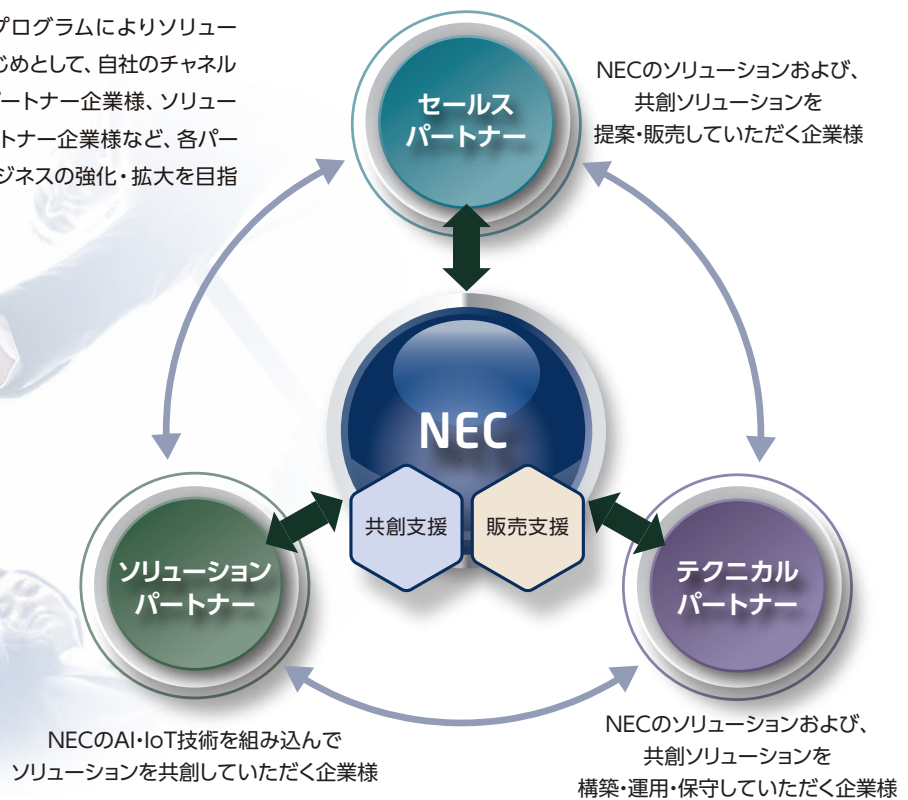 プログラムによりソリュー
じめとして、自社のチャネル
パートナー企業様、ソリュー
トナー企業様など、各パー
ビジネスの強化・拡大を目指
セールス
パートナー
NECのソリューションおよび、
共創ソリューションを
提案・販売していただく企業様
NEC
共創支援
販売支援
ソリューション
パートナー
テクニカル
パートナー
NECのAI・IoT技術を組み込んで
ソリューションを共創していただく企業様
NECのソリューションおよび、
共創ソリューションを
構築・運用・保守していただく企業様